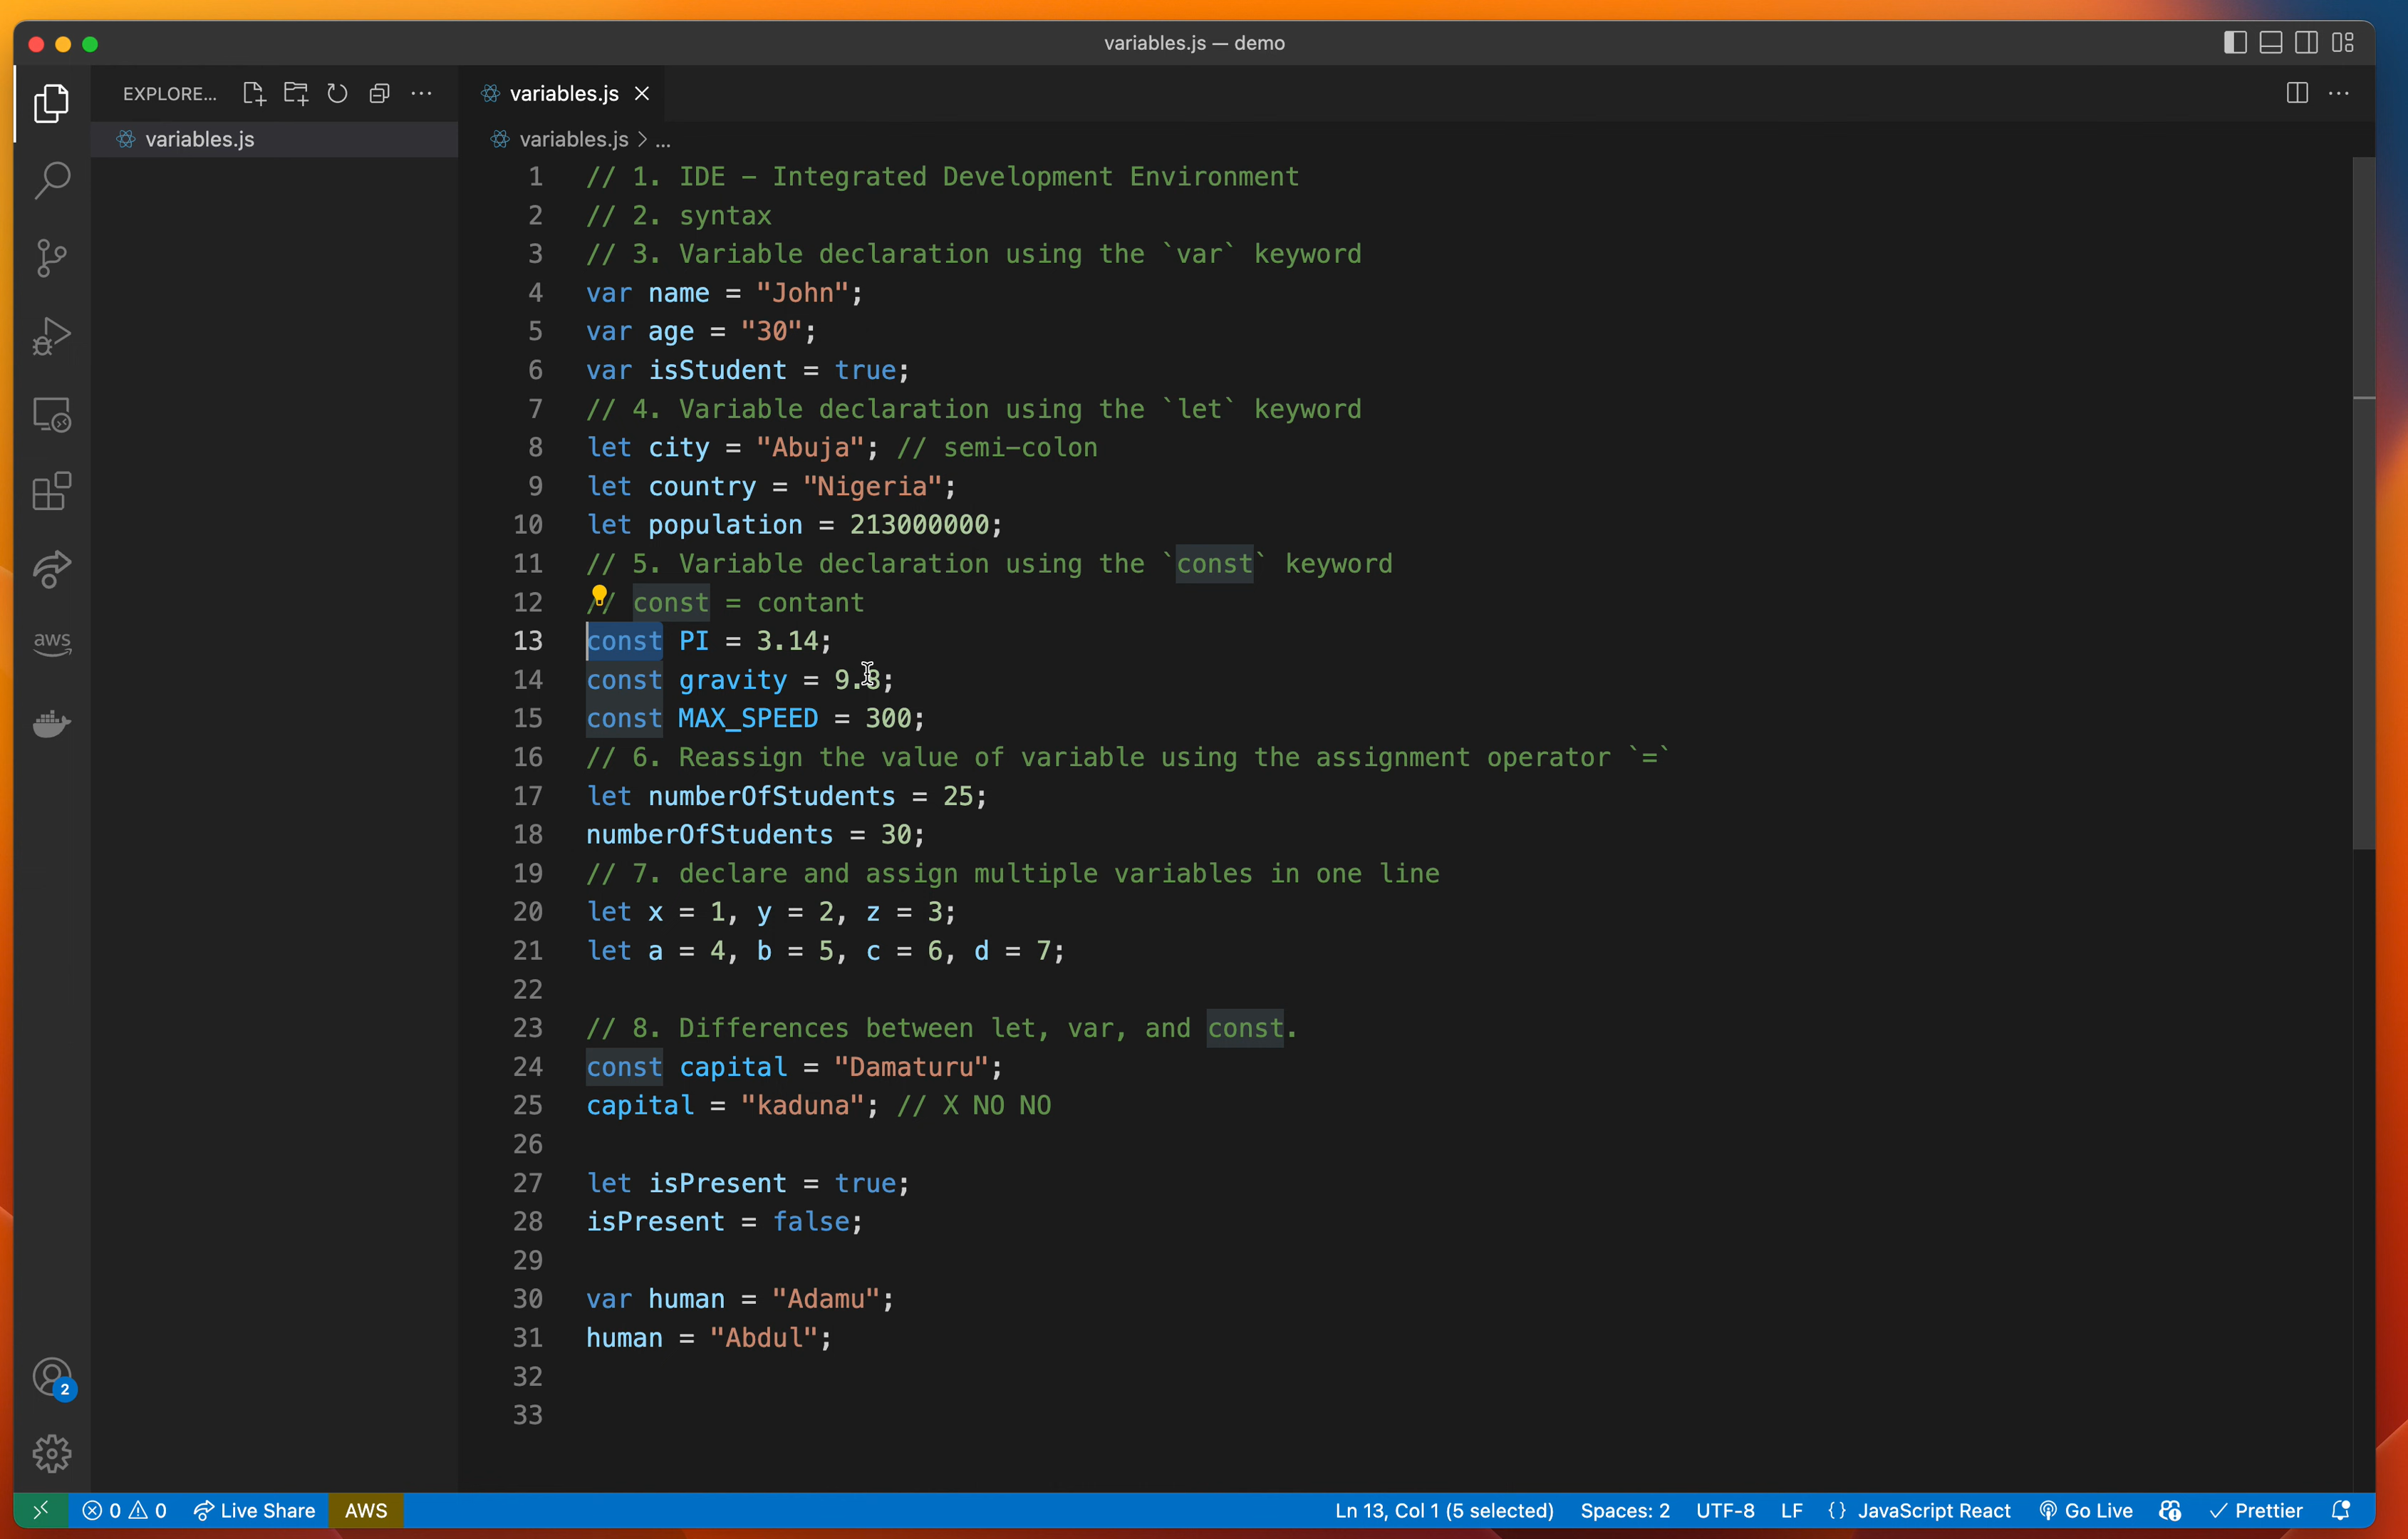 variables.js — demo
EXPLORE...
variables.js
variables.js
variables.js > ...
1 // 1. IDE – Integrated Development Environment
2 // 2. syntax
3 // 3. Variable declaration using the `var` keyword
4 var name = "John";
5 var age = "30";
6 var isStudent = true;
7 // 4. Variable declaration using the `let` keyword
8 let city = "Abuja"; // semi-colon
9 let country = "Nigeria";
10 let population = 213000000;
11 // 5. Variable declaration using the `const` keyword
12 // const = contant
13 const PI = 3.14;
14 const gravity = 9.8;
15 const MAX_SPEED = 300;
16 // 6. Reassign the value of variable using the assignment operator `=`
17 let numberOfStudents = 25;
18 numberOfStudents = 30;
19 // 7. declare and assign multiple variables in one line
20 let x = 1, y = 2, z = 3;
21 let a = 4, b = 5, c = 6, d = 7;
22
23 // 8. Differences between let, var, and const.
24 const capital = "Damaturu";
25 capital = "kaduna"; // X NO NO
26
27 let isPresent = true;
28 isPresent = false;
29
30 var human = "Adamu";
31 human = "Abdul";
32
33
aws
2
0 0 Live Share AWS Ln 13, Col 1 (5 selected) Spaces: 2 UTF-8 LF {} JavaScript React Go Live Prettier